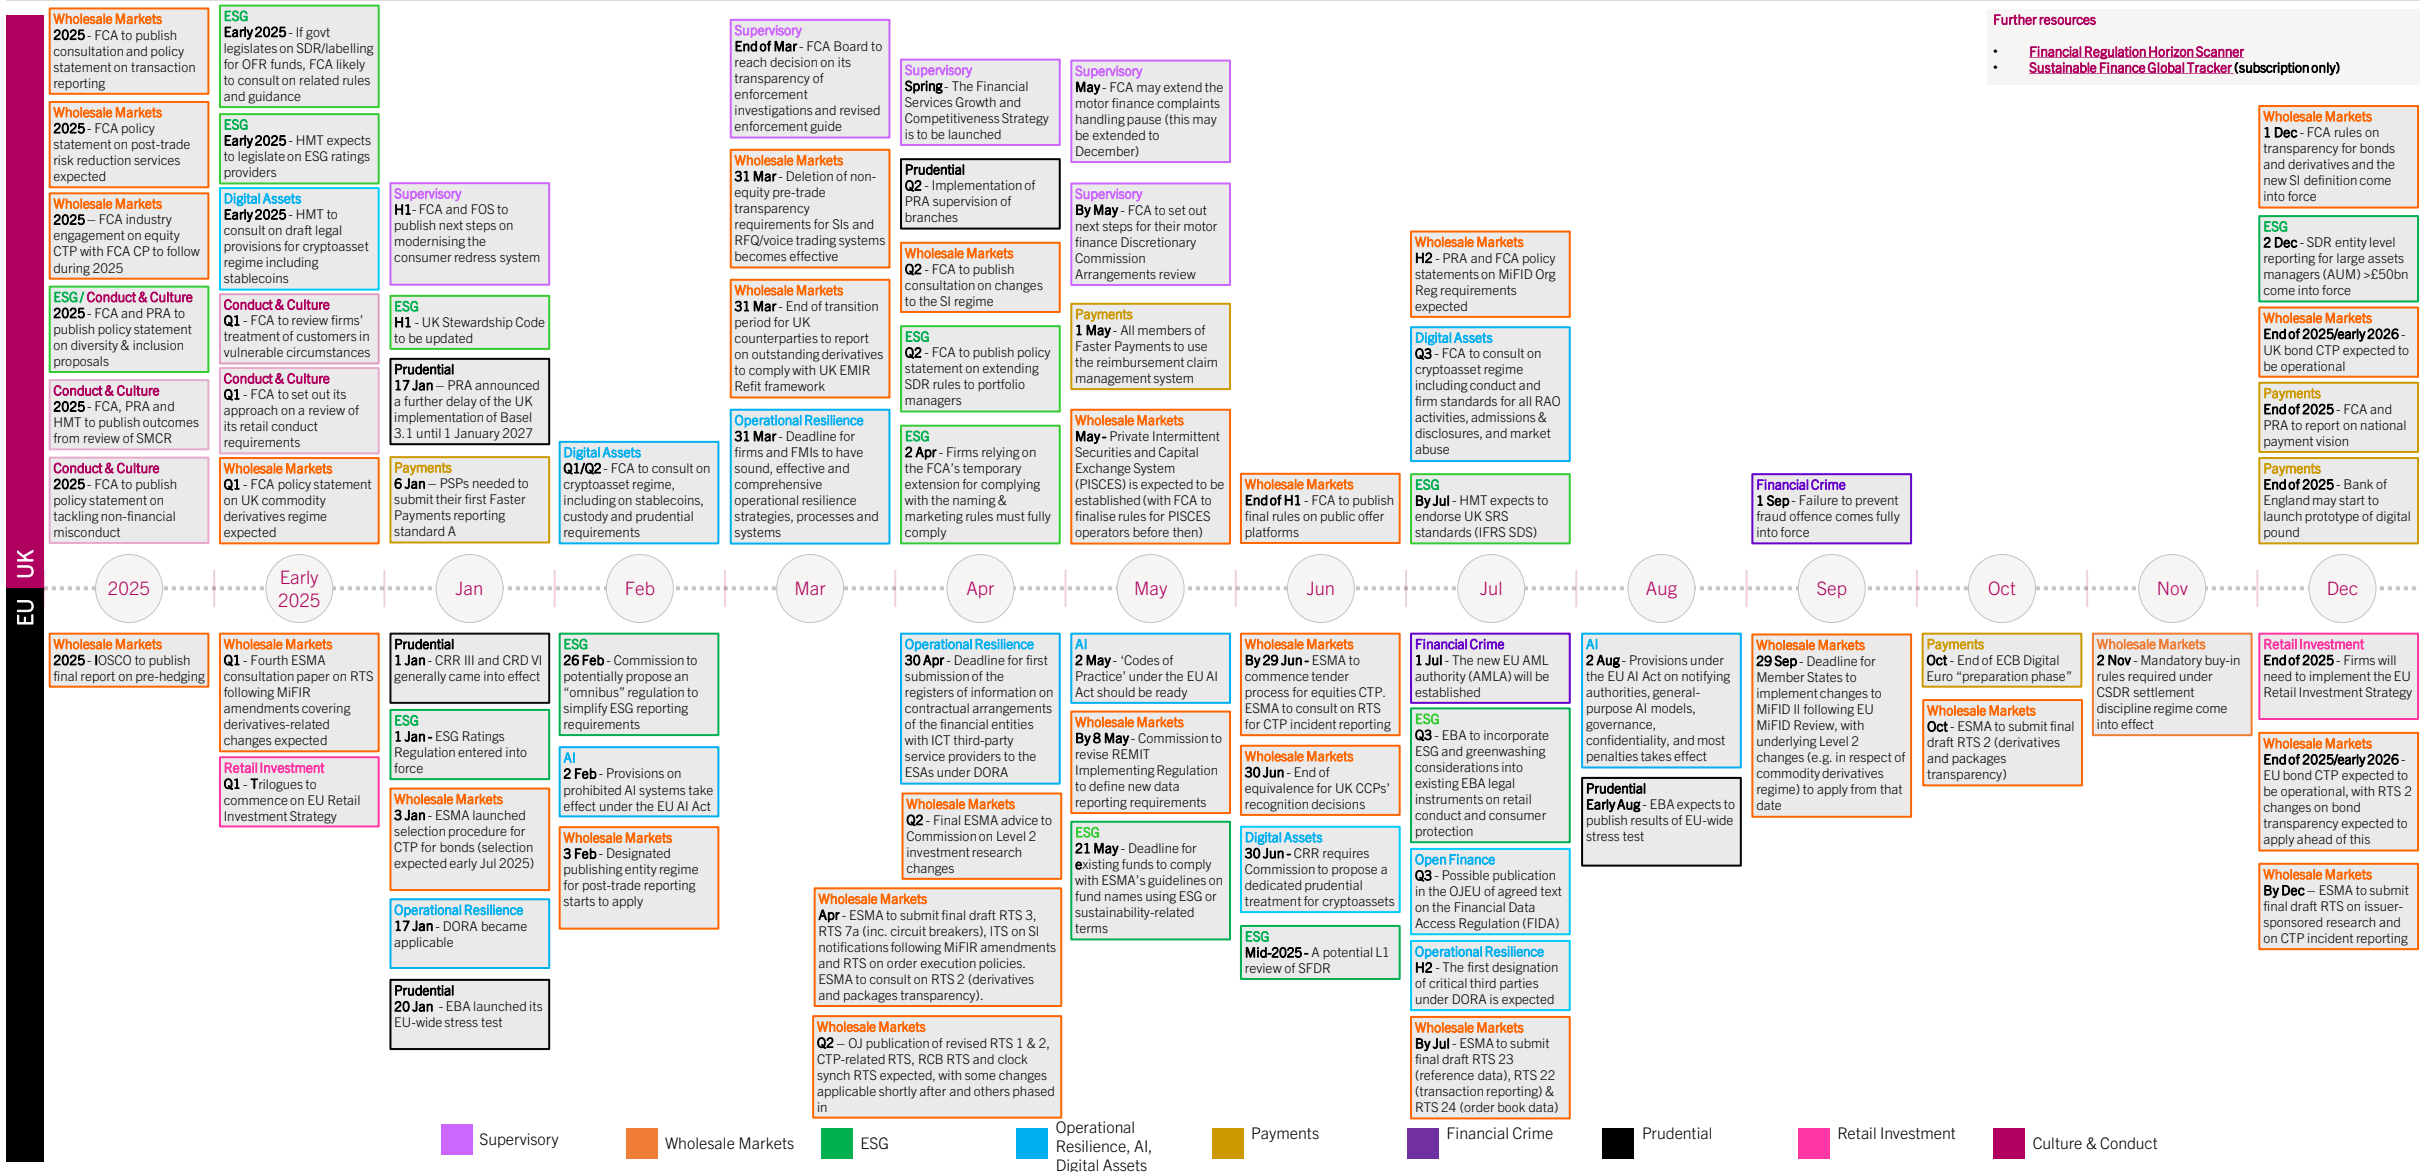 Wholesale Markets
2025 - FCA to publish
consultation and policy
statement on transaction
reporting
Wholesale Markets
2025 - FCA policy
statement on post-trade
risk reduction services
expected
Wholesale Markets
2025 – FCA industry
engagement on equity
CTP with FCA CP to follow
during 2025
ESG / Conduct & Culture
2025 - FCA and PRA to
publish policy statement
on diversity & inclusion
proposals
Conduct & Culture
2025 - FCA, PRA and
HMT to publish outcomes
from review of SMCR
Conduct & Culture
2025 - FCA to publish
policy statement on
tackling non-financial
misconduct
ESG
Early 2025 - If govt
legislates on SDR/labelling
for OFR funds, FCA likely
to consult on related rules
and guidance
ESG
Early 2025 - HMT expects
to legislate on ESG ratings
providers
Digital Assets
Early 2025 - HMT to
consult on draft legal
provisions for cryptoasset
regime including
stablecoins
Conduct & Culture
Q1 - FCA to review firms'
treatment of customers in
vulnerable circumstances
Conduct & Culture
Q1 - FCA to set out its
approach on a review of
its retail conduct
requirements
Wholesale Markets
Q1 - FCA policy statement
on UK commodity
derivatives regime
expected
Supervisory
H1- FCA and FOS to
publish next steps on
modernising the
consumer redress system
ESG
H1 - UK Stewardship Code
to be updated
Prudential
17 Jan – PRA announced
a further delay of the UK
implementation of Basel
3.1 until 1 January 2027
Payments
6 Jan – PSPs needed to
submit their first Faster
Payments reporting
standard A
Digital Assets
Q1/Q2 - FCA to consult on
cryptoasset regime,
including on stablecoins,
custody and prudential
requirements
Supervisory
End of Mar - FCA Board to
reach decision on its
transparency of
enforcement
investigations and revised
enforcement guide
Wholesale Markets
31 Mar - Deletion of non-
equity pre-trade
transparency
requirements for SIs and
RFQ/voice trading systems
becomes effective
Wholesale Markets
31 Mar - End of transition
period for UK
counterparties to report
on outstanding derivatives
to comply with UK EMIR
Refit framework
Operational Resilience
31 Mar - Deadline for
firms and FMIs to have
sound, effective and
comprehensive
operational resilience
strategies, processes and
systems
Supervisory
Spring - The Financial
Services Growth and
Competitiveness Strategy
is to be launched
Prudential
Q2 - Implementation of
PRA supervision of
branches
Wholesale Markets
Q2 - FCA to publish
consultation on changes
to the SI regime
ESG
Q2 - FCA to publish policy
statement on extending
SDR rules to portfolio
managers
ESG
2 Apr - Firms relying on
the FCA's temporary
extension for complying
with the naming &
marketing rules must fully
comply
Supervisory
May - FCA may extend the
motor finance complaints
handling pause (this may
be extended to
December)
Supervisory
By May - FCA to set out
next steps for their motor
finance Discretionary
Commission
Arrangements review
Payments
1 May - All members of
Faster Payments to use
the reimbursement claim
management system
Wholesale Markets
May - Private Intermittent
Securities and Capital
Exchange System
(PISCES) is expected to be
established (with FCA to
finalise rules for PISCES
operators before then)
Wholesale Markets
End of H1 - FCA to publish
final rules on public offer
platforms
Wholesale Markets
H2 - PRA and FCA policy
statements on MiFID Org
Reg requirements
expected
Digital Assets
Q3 - FCA to consult on
cryptoasset regime
including conduct and
firm standards for all RAO
activities, admissions &
disclosures, and market
abuse
ESG
By Jul - HMT expects to
endorse UK SRS
standards (IFRS SDS)
Financial Crime
1 Sep - Failure to prevent
fraud offence comes fully
into force
Further resources
• Financial Regulation Horizon Scanner
• Sustainable Finance Global Tracker (subscription only)
Wholesale Markets
1 Dec - FCA rules on
transparency for bonds
and derivatives and the
new SI definition come
into force
ESG
2 Dec - SDR entity level
reporting for large assets
managers (AUM) >£50bn
come into force
Wholesale Markets
End of 2025/early 2026 -
UK bond CTP expected to
be operational
Payments
End of 2025 - FCA and
PRA to report on national
payment vision
Payments
End of 2025 - Bank of
England may start to
launch prototype of digital
pound
UK
EU
2025
Early
2025
Jan
Feb
Mar
Apr
May
Jun
Jul
Aug
Sep
Oct
Nov
Dec
Wholesale Markets
2025 - IOSCO to publish
final report on pre-hedging
Wholesale Markets
Q1 - Fourth ESMA
consultation paper on RTS
following MiFIR
amendments covering
derivatives-related
changes expected
Retail Investment
Q1 - Trilogues to
commence on EU Retail
Investment Strategy
Prudential
1 Jan - CRR III and CRD VI
generally came into effect
ESG
1 Jan - ESG Ratings
Regulation entered into
force
Wholesale Markets
3 Jan - ESMA launched
selection procedure for
CTP for bonds (selection
expected early Jul 2025)
Operational Resilience
17 Jan - DORA became
applicable
Prudential
20 Jan - EBA launched its
EU-wide stress test
ESG
26 Feb - Commission to
potentially propose an
“omnibus” regulation to
simplify ESG reporting
requirements
AI
2 Feb - Provisions on
prohibited AI systems take
effect under the EU AI Act
Wholesale Markets
3 Feb - Designated
publishing entity regime
for post-trade reporting
starts to apply
Operational Resilience
30 Apr - Deadline for first
submission of the
registers of information on
contractual arrangements
of the financial entities
with ICT third-party
service providers to the
ESAs under DORA
Wholesale Markets
Q2 - Final ESMA advice to
Commission on Level 2
investment research
changes
Wholesale Markets
Apr - ESMA to submit final draft RTS 3,
RTS 7a (inc. circuit breakers), ITS on SI
notifications following MiFIR amendments
and RTS on order execution policies.
ESMA to consult on RTS 2 (derivatives
and packages transparency).
Wholesale Markets
Q2 – OJ publication of revised RTS 1 & 2,
CTP-related RTS, RCB RTS and clock
synch RTS expected, with some changes
applicable shortly after and others phased
in
AI
2 May - ‘Codes of
Practice’ under the EU AI
Act should be ready
Wholesale Markets
By 8 May - Commission to
revise REMIT
Implementing Regulation
to define new data
reporting requirements
ESG
21 May - Deadline for
existing funds to comply
with ESMA's guidelines on
fund names using ESG or
sustainability-related
terms
Wholesale Markets
By 29 Jun - ESMA to
commence tender
process for equities CTP.
ESMA to consult on RTS
for CTP incident reporting
Wholesale Markets
30 Jun - End of
equivalence for UK CCPs'
recognition decisions
Digital Assets
30 Jun - CRR requires
Commission to propose a
dedicated prudential
treatment for cryptoassets
ESG
Mid-2025 - A potential L1
review of SFDR
Financial Crime
1 Jul - The new EU AML
authority (AMLA) will be
established
ESG
Q3 - EBA to incorporate
ESG and greenwashing
considerations into
existing EBA legal
instruments on retail
conduct and consumer
protection
Open Finance
Q3 - Possible publication
in the OJEU of agreed text
on the Financial Data
Access Regulation (FIDA)
Operational Resilience
H2 - The first designation
of critical third parties
under DORA is expected
Wholesale Markets
By Jul - ESMA to submit
final draft RTS 23
(reference data), RTS 22
(transaction reporting) &
RTS 24 (order book data)
AI
2 Aug - Provisions under
the EU AI Act on notifying
authorities, general-
purpose AI models,
governance,
confidentiality, and most
penalties take effect
Prudential
Early Aug - EBA expects to
publish results of EU-wide
stress test
Wholesale Markets
29 Sep - Deadline for
Member States to
implement changes to
MiFID II following EU
MiFID Review, with
underlying Level 2
changes (e.g. in respect of
commodity derivatives
regime) to apply from that
date
Payments
Oct - End of ECB Digital
Euro “preparation phase”
Wholesale Markets
Oct - ESMA to submit final
draft RTS 2 (derivatives
and packages
transparency)
Wholesale Markets
2 Nov - Mandatory buy-in
rules required under
CSDR settlement
discipline regime come
into effect
Retail Investment
End of 2025 - Firms will
need to implement the EU
Retail Investment Strategy
Wholesale Markets
End of 2025/early 2026 -
EU bond CTP expected to
be operational, with RTS 2
changes on bond
transparency expected to
apply ahead of this
Wholesale Markets
By Dec – ESMA to submit
final draft RTS on issuer-
sponsored research and
on CTP incident reporting
Supervisory
Wholesale Markets
ESG
Operational
Resilience, AI,
Digital Assets
Payments
Financial Crime
Prudential
Retail Investment
Culture & Conduct